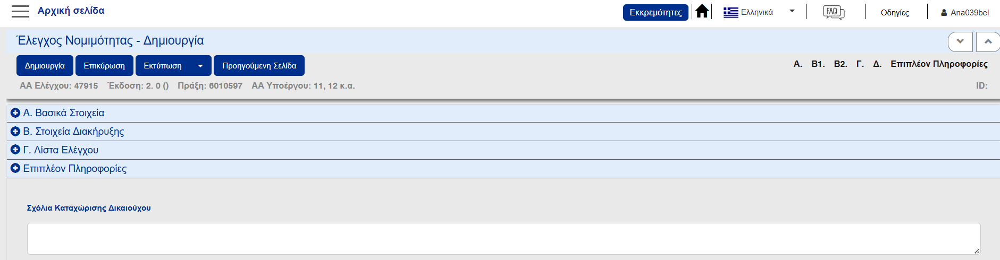 Αρχική σελίδα Εκκρεμότητες Ελληνικά FAQ Οδηγίες Ana039bel
Έλεγχος Νομιμότητας - Δημιουργία
Δημιουργία Επικύρωση Εκτύπωση Προηγούμενη Σελίδα Α. Β1. Β2. Γ. Δ. Επιπλέον Πληροφορίες
ΑΑ Ελέγχου: 47915 Έκδοση: 2. 0 () Πράξη: 6010597 ΑΑ Υποέργου: 11, 12 κ.α. ID:
Α. Βασικά Στοιχεία
Β. Στοιχεία Διακήρυξης
Γ. Λίστα Ελέγχου
Επιπλέον Πληροφορίες
Σχόλια Καταχώρισης Δικαιούχου